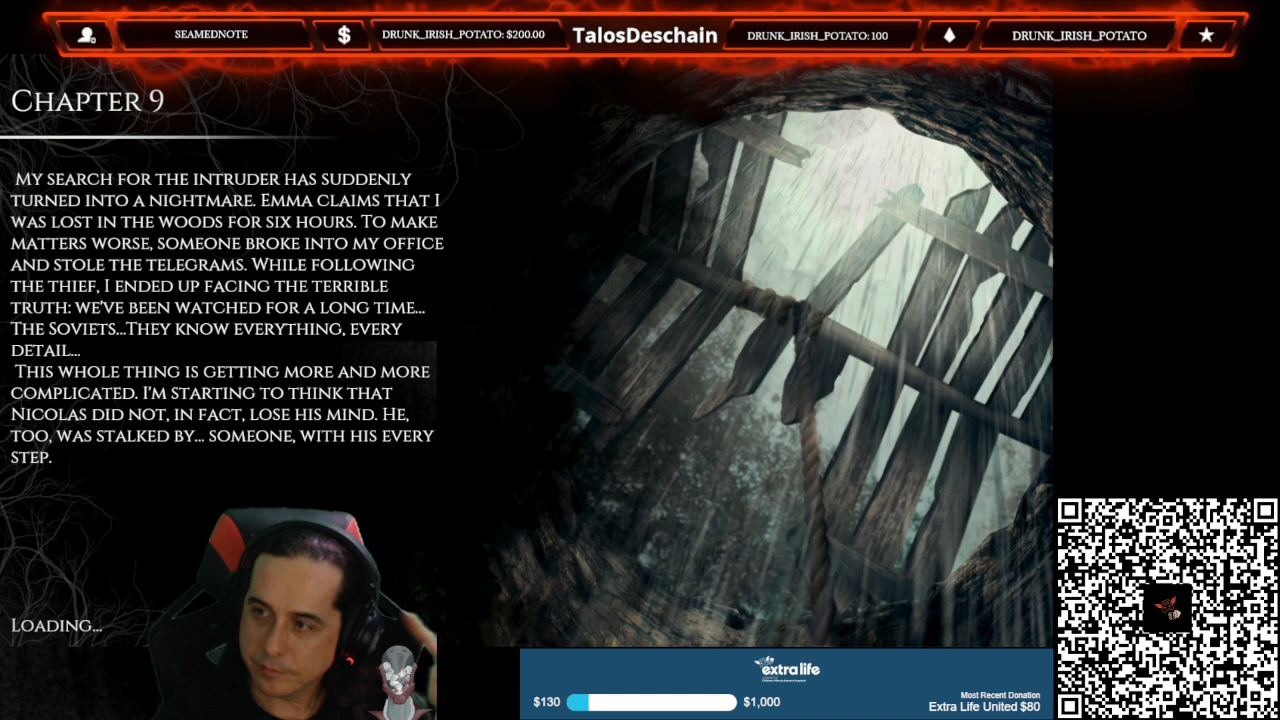 SEAMEDNOTE
$
DRUNK_IRISH_POTATO: $200.00
TalosDeschain
DRUNK_IRISH_POTATO: 100
DRUNK_IRISH_POTATO
Chapter 9
My search for the intruder has suddenly
turned into a nightmare. Emma claims that I
was lost in the woods for six hours. To make
matters worse, someone broke into my office
and stole the telegrams. While following
the thief, I ended up facing the terrible
truth: we've been watched for a long time...
The Soviets...They know everything, every
detail...
This whole thing is getting more and more
complicated. I'm starting to think that
Nicolas did not, in fact, lose his mind. He,
too, was stalked by... someone, with his every
step.
Loading...
extra life
$130
$1,000
Most Recent Donation
Extra Life United $80